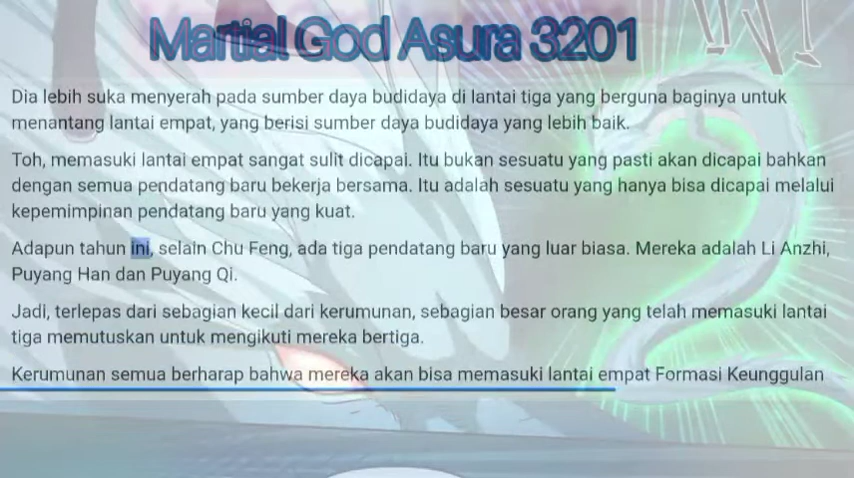 Martial God Asura 3201
Dia lebih suka menyerah pada sumber daya budidaya di lantai tiga yang berguna baginya untuk
menantang lantai empat, yang berisi sumber daya budidaya yang lebih baik.
Toh, memasuki lantai empat sangat sulit dicapai. Itu bukan sesuatu yang pasti akan dicapai bahkan
dengan semua pendatang baru bekerja bersama. Itu adalah sesuatu yang hanya bisa dicapai melalui
kepemimpinan pendatang baru yang kuat.
Adapun tahun ini, selain Chu Feng, ada tiga pendatang baru yang luar biasa. Mereka adalah Li Anzhi,
Puyang Han dan Puyang Qi.
Jadi, terlepas dari sebagian kecil dari kerumunan, sebagian besar orang yang telah memasuki lantai
tiga memutuskan untuk mengikuti mereka bertiga.
Kerumunan semua berharap bahwa mereka akan bisa memasuki lantai empat Formasi Keunggulan